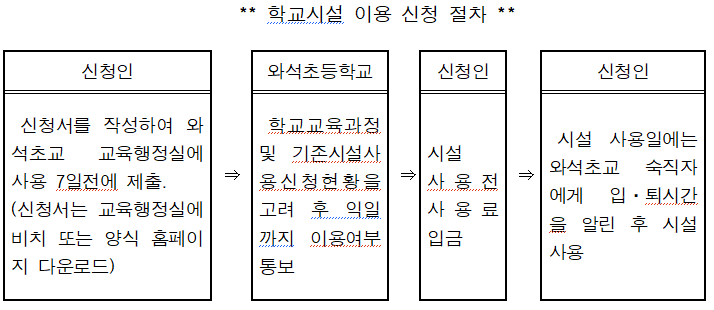 ** 학교시설 이용 신청 절차 **
신청인
신청서를 작성하여 와
석초교 교육행정실에
사용 7일전에 제출.
(신청서는 교육행정실에
비치 또는 양식 홈페이
지 다운로드)
⇒
와석초등학교
학교교육과정
및 기존시설사
용신청현황을
고려 후 익일
까지 이용여부
통보
⇒
신청인
시설
사용전
사용료
입금
⇒
신청인
시설 사용일에는
와석초교 숙직자
에게 입·퇴시간
을 알린 후 시설
사용